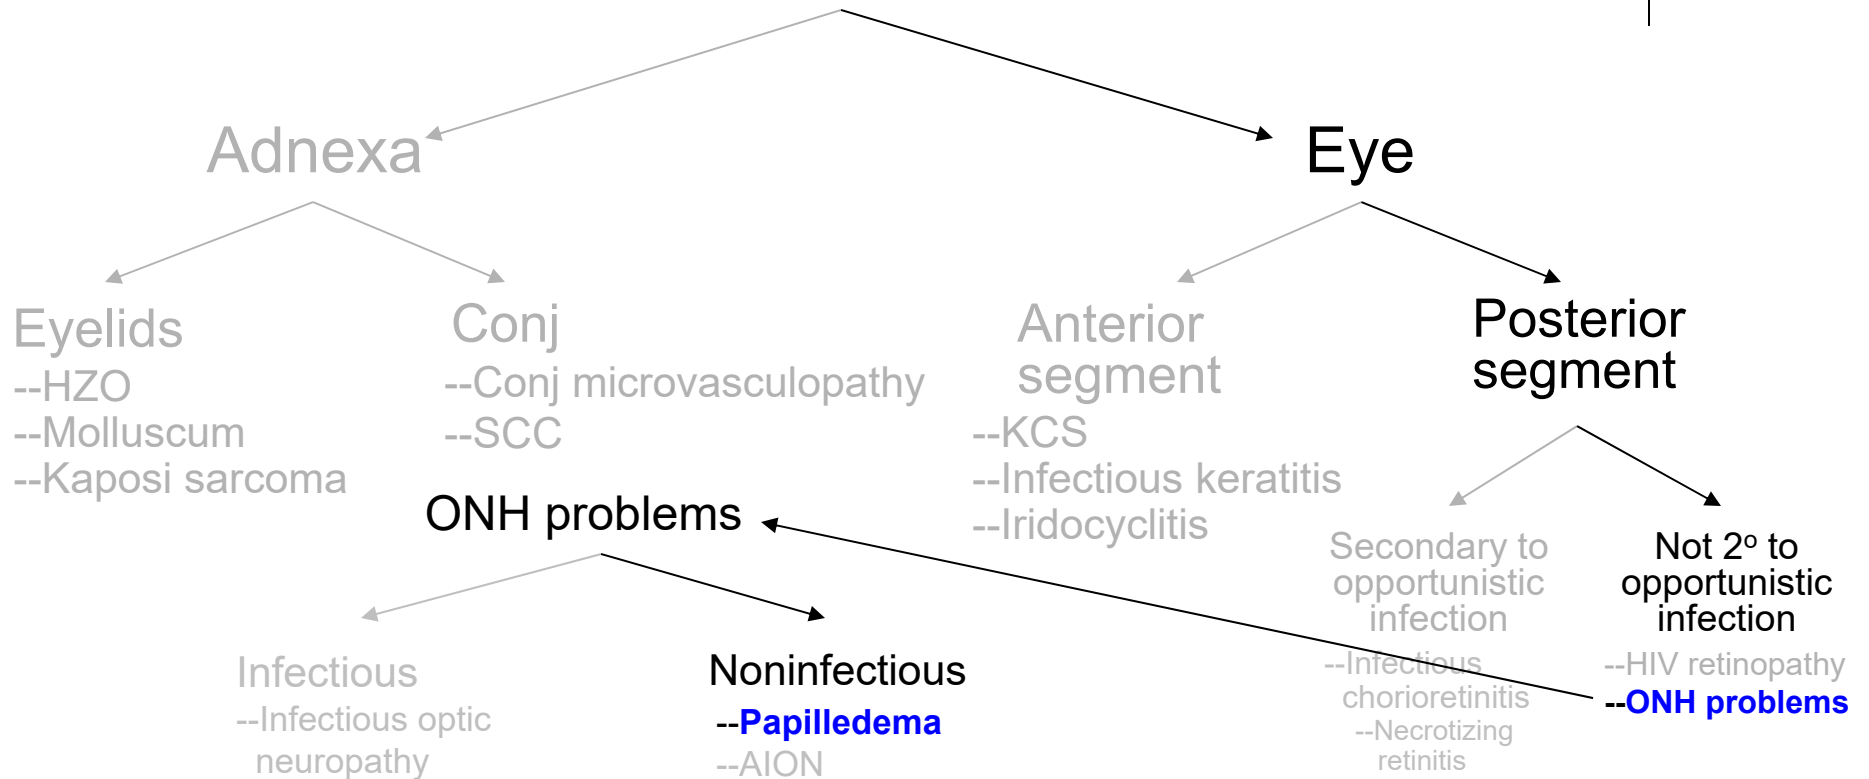 Adnexa
Eye
Eyelids
--HZO
--Molluscum
--Kaposi sarcoma
Conj
--Conj microvasculopathy
--SCC
Anterior
segment
--KCS
--Infectious keratitis
--Iridocyclitis
Posterior
segment
Secondary to
opportunistic
infection
--Infectious
chorioretinitis
--Necrotizing
retinitis
Not 2º to
opportunistic
infection
--HIV retinopathy
--ONH problems
ONH problems
Infectious
--Infectious optic
neuropathy
Noninfectious
--Papilledema
--AION